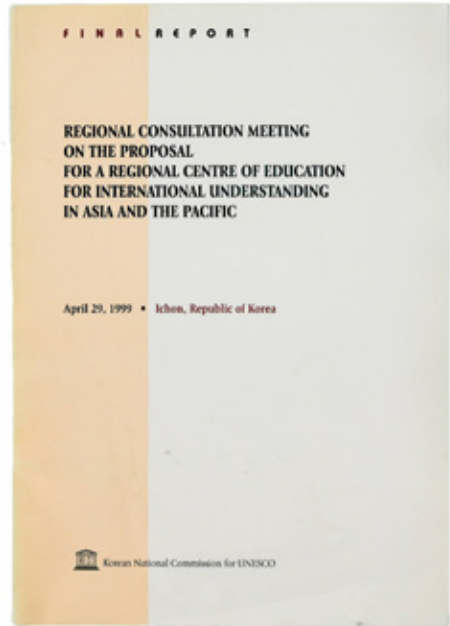 FINAL REPORT
REGIONAL CONSULTATION MEETING
ON THE PROPOSAL
FOR A REGIONAL CENTRE OF EDUCATION
FOR INTERNATIONAL UNDERSTANDING
IN ASIA AND THE PACIFIC
April 29, 1999 • Ichon, Republic of Korea
Korean National Commission for UNESCO